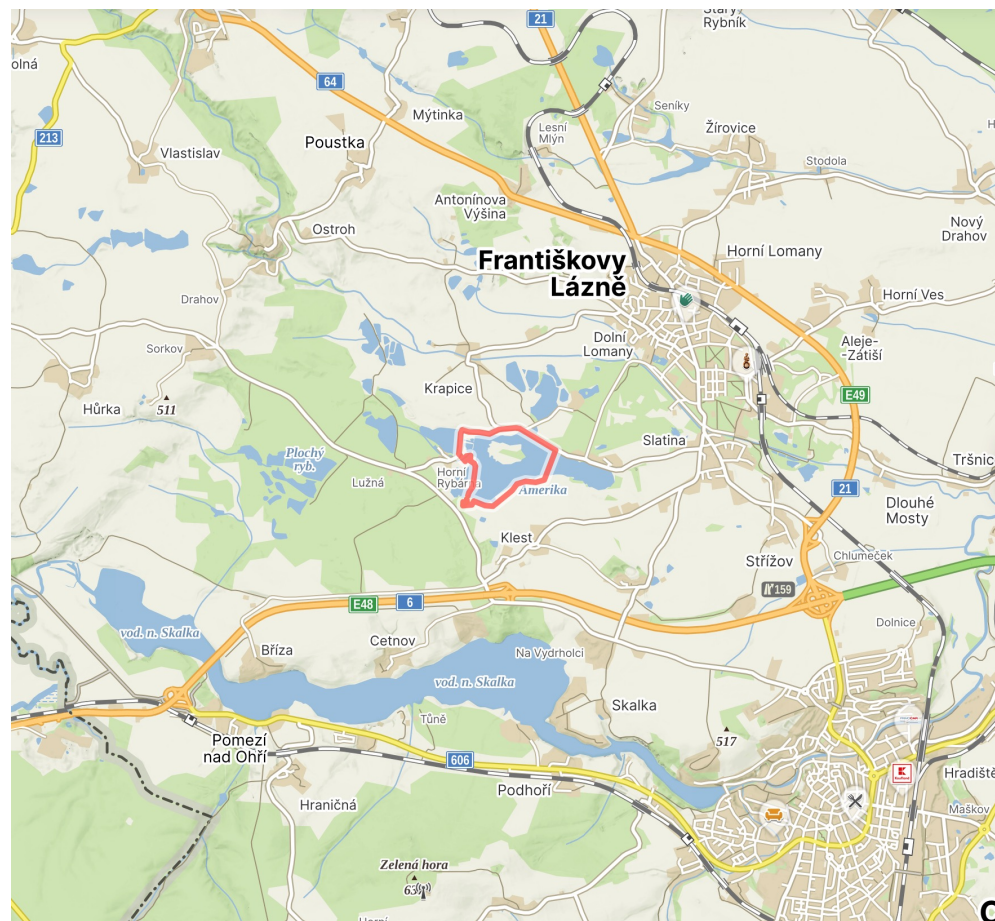 21
Starý
Rybník
olná
64
Seníky
Mýtinka
Lesní
Mlýn
Žírovice
213
Poustka
Vlastislav
Stodola
Antonínova
Výšina
Nový
Drahov
Ostroh
Františkovy
Lázně
Horní Lomany
Drahov
Horní Ves
Dolní
Lomany
Aleje-
-Zátiší
Sorkov
Krapice
E49
Hůrka
511
Slatina
Plochý
ryb.
Lužná
Horní
Amerika
Tršnic
21
Dlouhé
Mosty
Klest
Střížov
Chlumeček
159
E48
6
vod. n. Skalka
Dolnice
Cetnov
Bříza
Na Vydrholci
vod. n. Skalka
Skalka
Tůně
517
Pomezí
nad Ohří
606
Hradiště
Kaufland
Podhoří
Hraničná
Maškov
Zelená hora
Horní
C